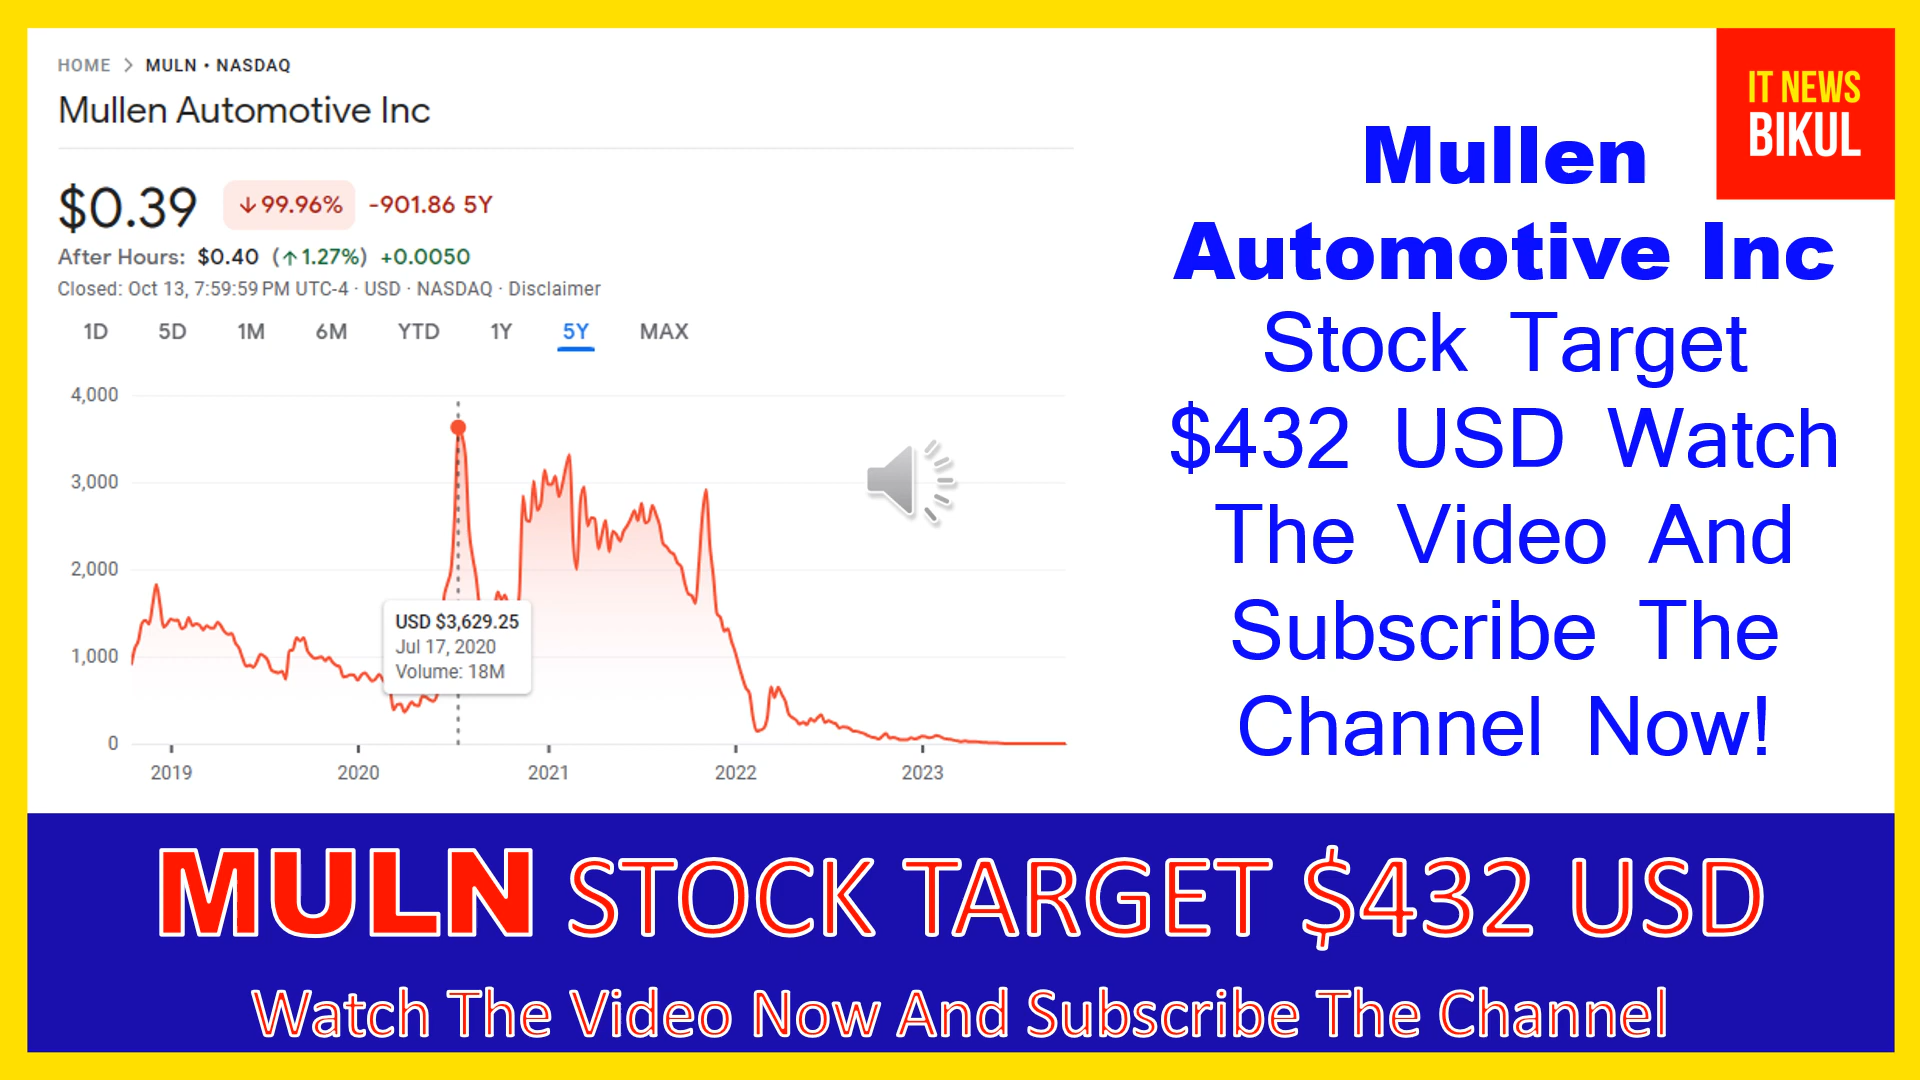 HOME > MULN • NASDAQ
Mullen Automotive Inc
$0.39 ↓99.96% -901.86 5Y
After Hours: $0.40 (↑1.27%) +0.0050
Closed: Oct 13, 7:59:59 PM UTC-4 · USD · NASDAQ · Disclaimer
1D 5D 1M 6M YTD 1Y 5Y MAX
4,000
3,000
2,000
1,000
0
USD $3,629.25
Jul 17, 2020
Volume: 18M
2019 2020 2021 2022 2023
IT NEWS
BIKUL
Mullen
Automotive Inc
Stock Target
$432 USD Watch
The Video And
Subscribe The
Channel Now!
MULN STOCK TARGET $432 USD
Watch The Video Now And Subscribe The Channel